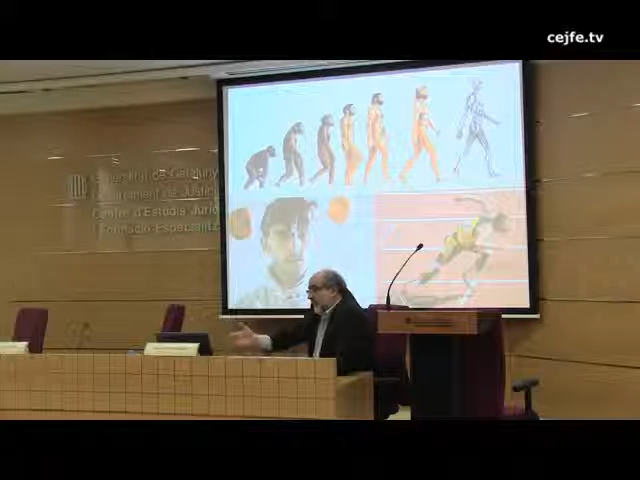 cejfe.tv
Generalitat de Catalunya
Departament de Justícia
Centre d'Estudis Jurídics
i Formació Especialitzada